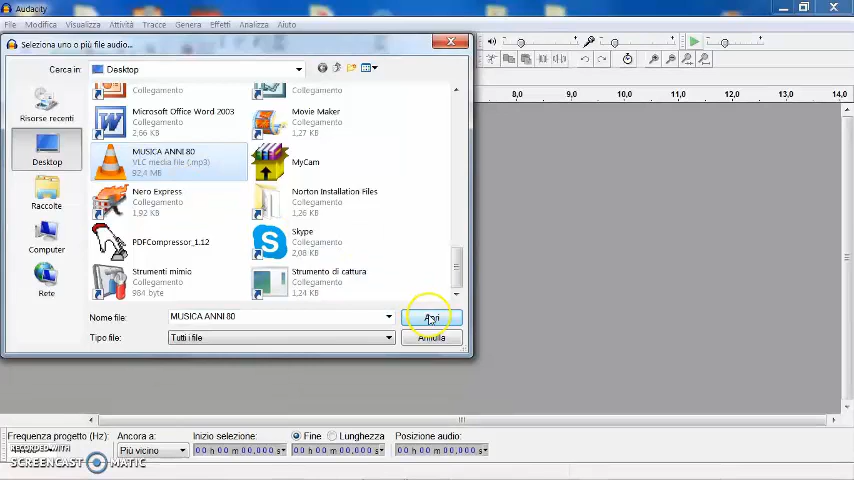 Audacity
File Modifica Visualizza Attività Tracce Genera Effetti Analizza Aiuto
Seleziona uno o più file audio...
Cerca in: Desktop
8,0 9,0 10,0 11,0 12,0 13,0 14,0
Risorse recenti
Desktop
Raccolte
Computer
Rete
Collegamento
Collegamento
Microsoft Office Word 2003
Collegamento
2,66 KB
Movie Maker
Collegamento
1,27 KB
MUSICA ANNI 80
VLC media file (.mp3)
92,4 MB
MyCam
Nero Express
Collegamento
1,92 KB
Norton Installation Files
Collegamento
1,26 KB
PDFCompressor_1.12
Skype
Collegamento
2,08 KB
Strumenti mimio
Collegamento
984 byte
Strumento di cattura
Collegamento
1,24 KB
Nome file: MUSICA ANNI 80 Apri
Tipo file: Tutti i file Annulla
Frequenza progetto (Hz): Ancora a: Inizio selezione: Fine Lunghezza Posizione audio:
Più vicino 00 h 00 m 00,000 s 00 h 00 m 00,000 s 00 h 00 m 00,000 s
RECORDED WITH
SCREENCAST MATIC